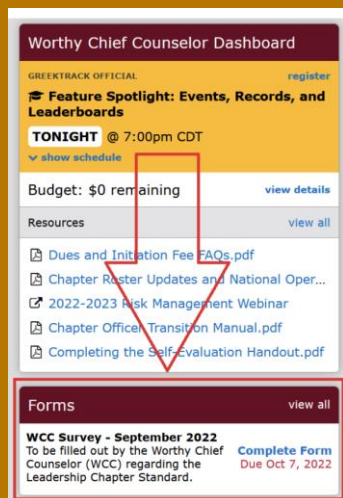 Worthy Chief Counselor Dashboard
GREEKTRACK OFFICIAL register
Feature Spotlight: Events, Records, and
Leaderboards
TONIGHT @ 7:00pm CDT
show schedule
Budget: $0 remaining view details
Resources view all
Dues and Initiation Fee FAQs.pdf
Chapter Roster Updates and National Oper...
2022-2023 Risk Management Webinar
Chapter Officer Transition Manual.pdf
Completing the Self-Evaluation Handout.pdf
Forms view all
WCC Survey - September 2022
To be filled out by the Worthy Chief Complete Form
Counselor (WCC) regarding the Due Oct 7, 2022
Leadership Chapter Standard.